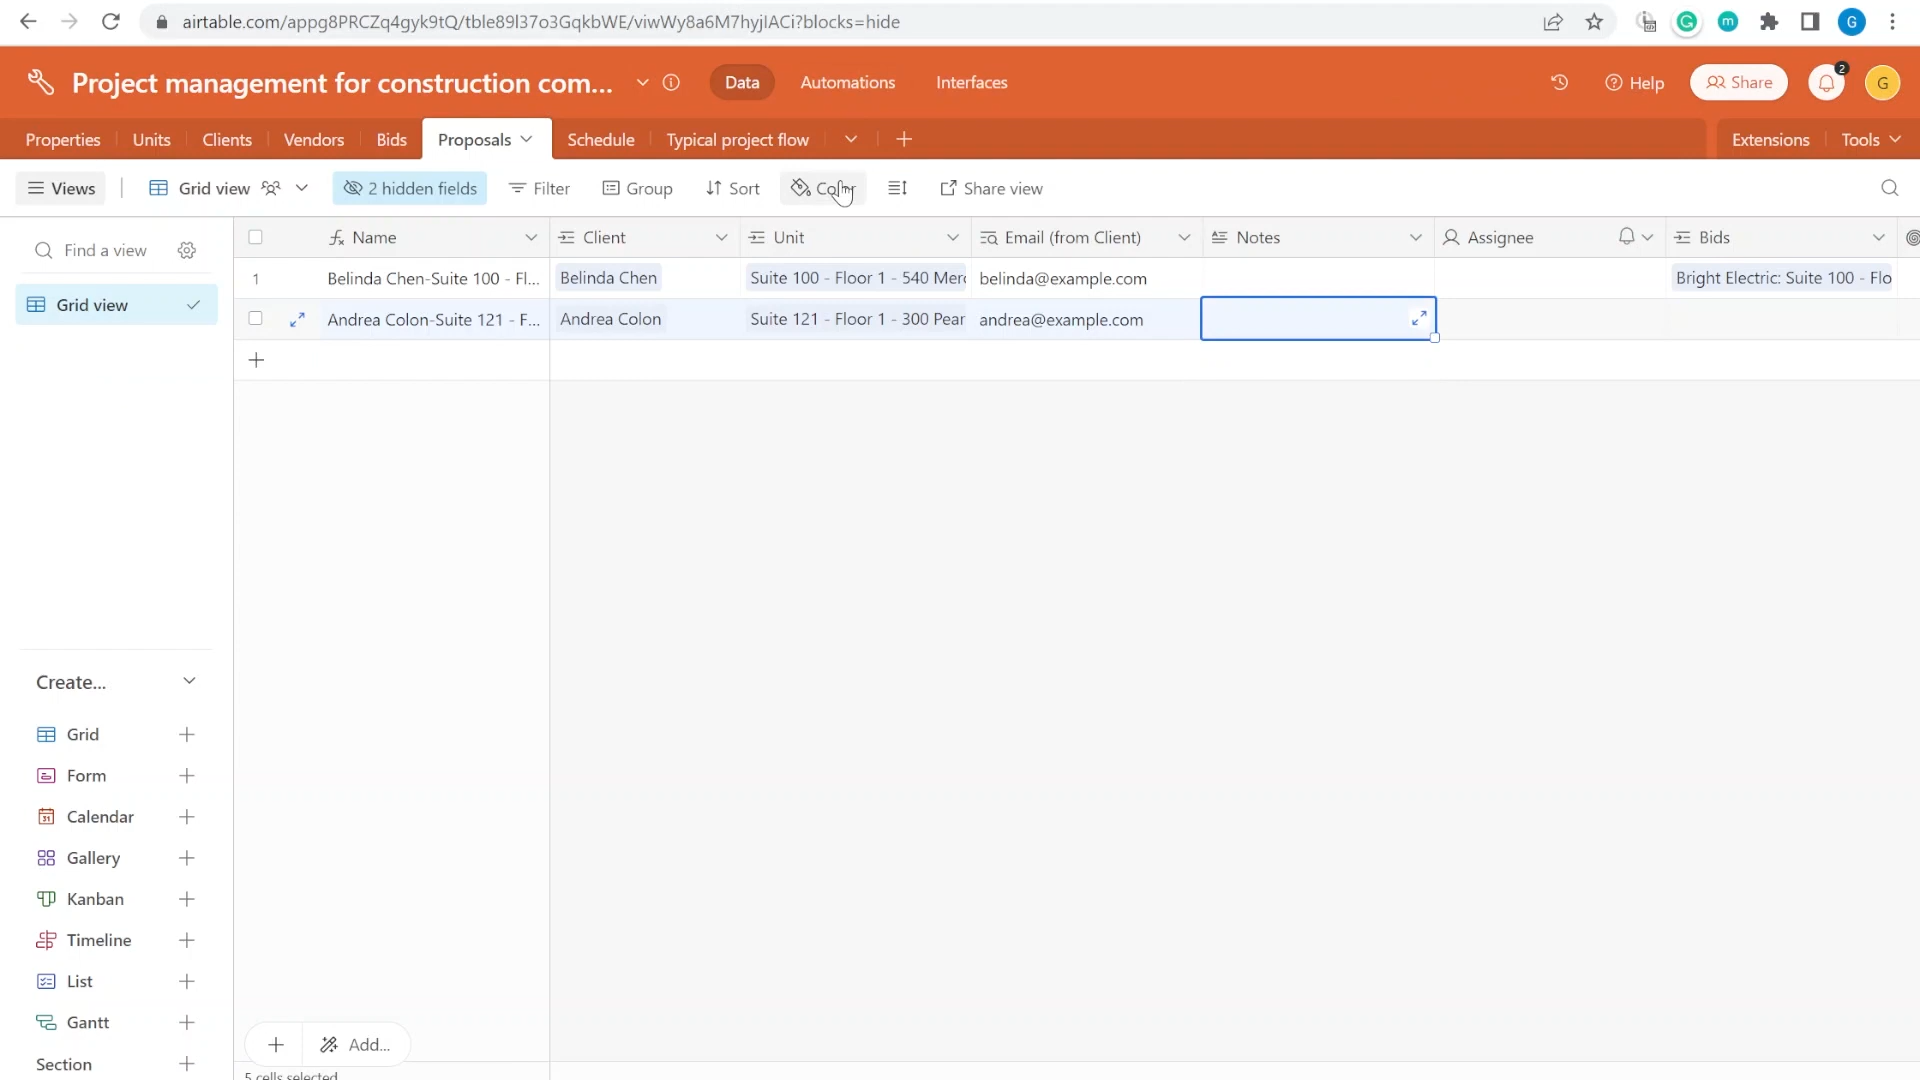 airtable.com/appg8PRCZq4gyk9tQ/tble89l37o3GqkbWE/viwWy8a6M7hyjIACi?blocks=hide
G
m
G
Project management for construction com...
Data
Automations
Interfaces
Help
Share
2
G
Properties
Units
Clients
Vendors
Bids
Proposals
Schedule
Typical project flow
Extensions
Tools
Views
Grid view
2 hidden fields
Filter
Group
Sort
Share view
Find a view
Name
Client
Unit
Email (from Client)
Notes
Assignee
Bids
1
Belinda Chen-Suite 100 - Fl...
Belinda Chen
Suite 100 - Floor 1 - 540 Merc
belinda@example.com
Bright Electric: Suite 100 - Flo
Grid view
Andrea Colon-Suite 121 - F...
Andrea Colon
Suite 121 - Floor 1 - 300 Pear
andrea@example.com
Create...
Grid
Form
Calendar
Gallery
Kanban
Timeline
List
Gantt
Section
Add...
5 cells selected